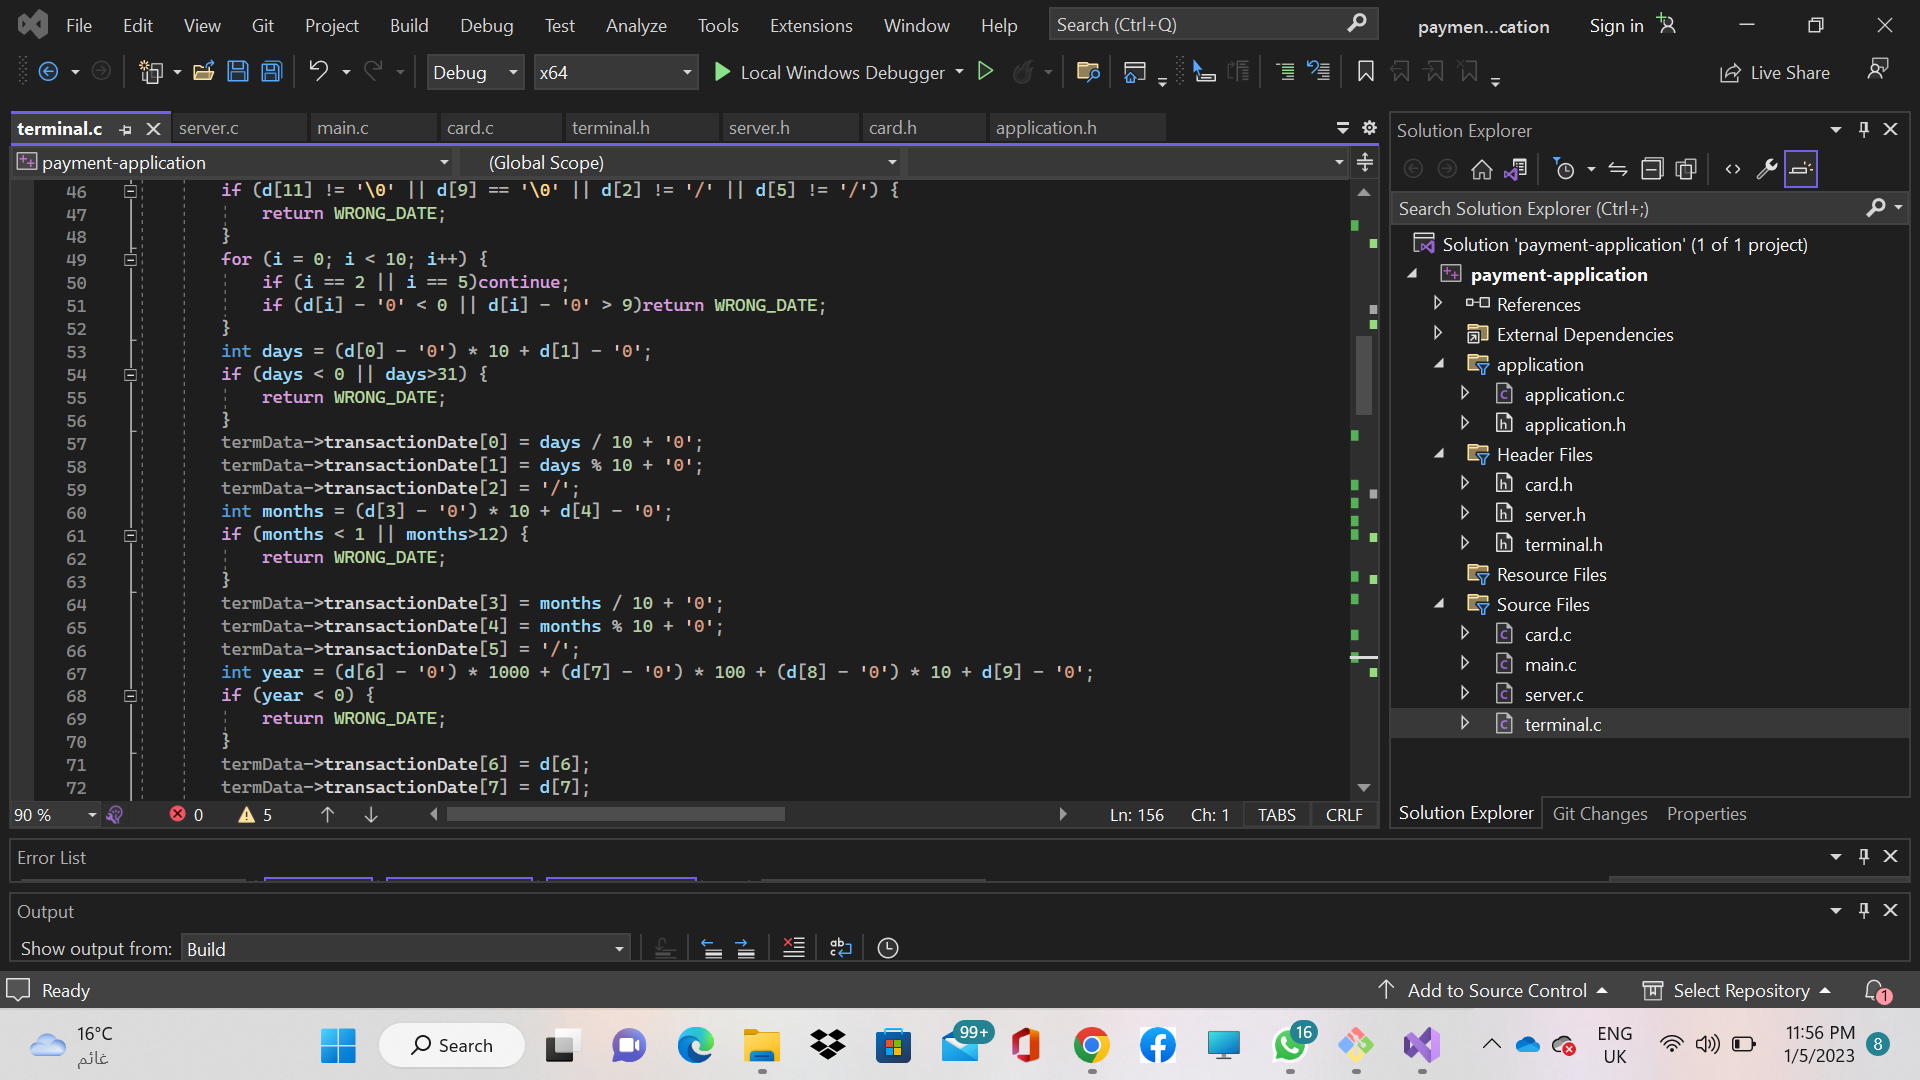 File Edit View Git Project Build Debug Test Analyze Tools Extensions Window Help Search (Ctrl+Q) paymen...cation Sign in
Debug x64 Local Windows Debugger Live Share
terminal.c server.c main.c card.c terminal.h server.h card.h application.h
payment-application (Global Scope)
46 if (d[11] != '\0' || d[9] == '\0' || d[2] != '/' || d[5] != '/') {
47 return WRONG_DATE;
48 }
49 for (i = 0; i < 10; i++) {
50 if (i == 2 || i == 5)continue;
51 if (d[i] - '0' < 0 || d[i] - '0' > 9)return WRONG_DATE;
52 }
53 int days = (d[0] - '0') * 10 + d[1] - '0';
54 if (days < 0 || days>31) {
55 return WRONG_DATE;
56 }
57 termData->transactionDate[0] = days / 10 + '0';
58 termData->transactionDate[1] = days % 10 + '0';
59 termData->transactionDate[2] = '/';
60 int months = (d[3] - '0') * 10 + d[4] - '0';
61 if (months < 1 || months>12) {
62 return WRONG_DATE;
63 }
64 termData->transactionDate[3] = months / 10 + '0';
65 termData->transactionDate[4] = months % 10 + '0';
66 termData->transactionDate[5] = '/';
67 int year = (d[6] - '0') * 1000 + (d[7] - '0') * 100 + (d[8] - '0') * 10 + d[9] - '0';
68 if (year < 0) {
69 return WRONG_DATE;
70 }
71 termData->transactionDate[6] = d[6];
72 termData->transactionDate[7] = d[7];
90 % 0 5 Ln: 156 Ch: 1 TABS CRLF
Solution Explorer
Search Solution Explorer (Ctrl+;)
Solution 'payment-application' (1 of 1 project)
payment-application
References
External Dependencies
application
application.c
application.h
Header Files
card.h
server.h
terminal.h
Resource Files
Source Files
card.c
main.c
server.c
terminal.c
Solution Explorer Git Changes Properties
Error List
Output
Show output from: Build
Ready Add to Source Control Select Repository 1
16°C
غائم
Search 99+ 16
ENG
UK
11:56 PM
1/5/2023
8